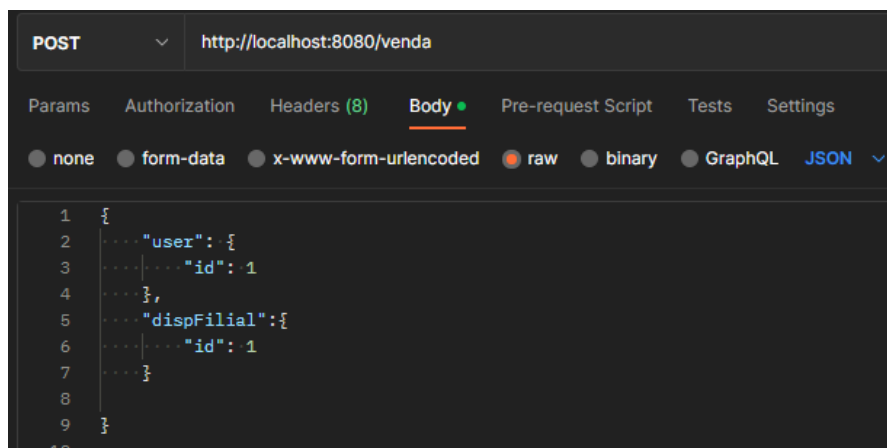 POST http://localhost:8080/venda
Params Authorization Headers (8) Body Pre-request Script Tests Settings
none form-data x-www-form-urlencoded raw binary GraphQL JSON
1 {
2 "user": {
3 "id": 1
4 },
5 "dispFilial":{
6 "id": 1
7 }
8
9 }
10